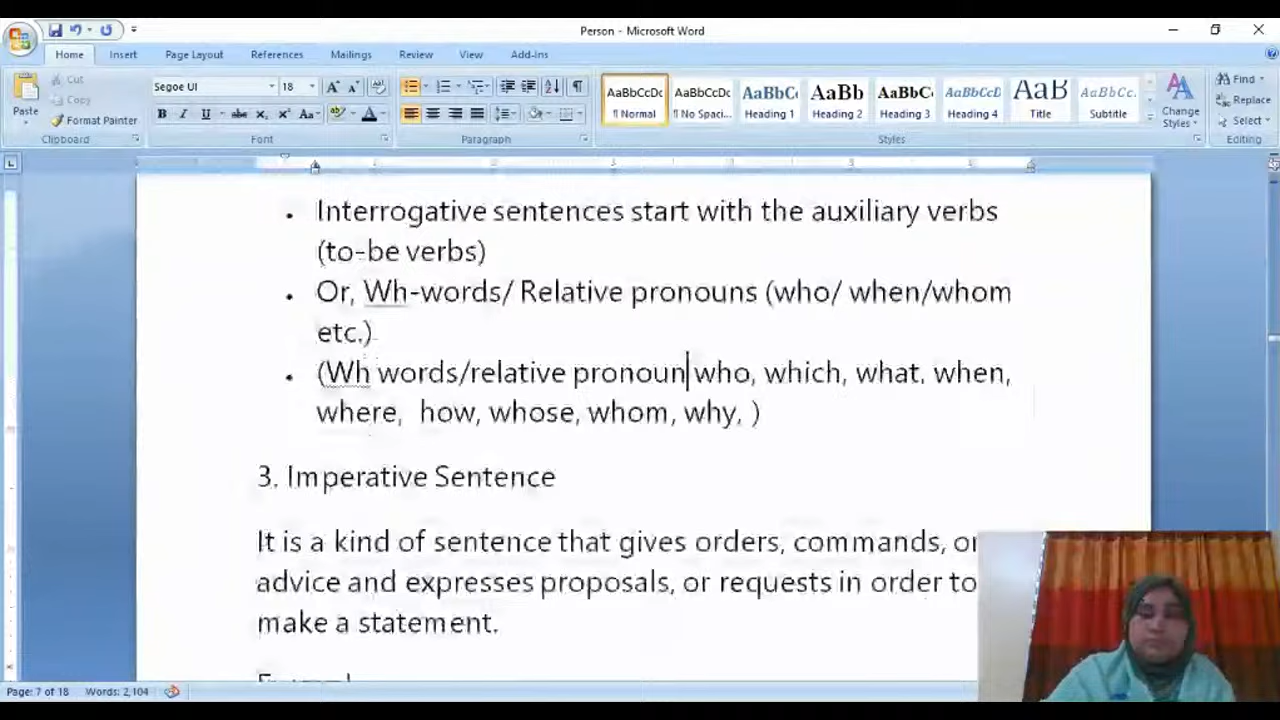 Person - Microsoft Word
Home Insert Page Layout References Mailings Review View Add-Ins
Paste
Cut
Copy
Format Painter
Clipboard
Segoe UI 18
B I U abc X₂ X² Aa
Font
Paragraph
AaBbCcDc AaBbCcDc AaBbC AaBb AaBbC AaBbCcD AaB AaBbCc.
¶ Normal ¶ No Spaci... Heading 1 Heading 2 Heading 3 Heading 4 Title Subtitle
Change Styles
Styles
Find
Replace
Select
Editing
• Interrogative sentences start with the auxiliary verbs
(to-be verbs)
• Or, Wh-words/ Relative pronouns (who/ when/whom
etc.)
• (Wh words/relative pronoun who, which, what. when,
where, how, whose, whom, why, )
3. Imperative Sentence
It is a kind of sentence that gives orders, commands, or
advice and expresses proposals, or requests in order to
make a statement.
Page: 7 of 18 Words: 2,104